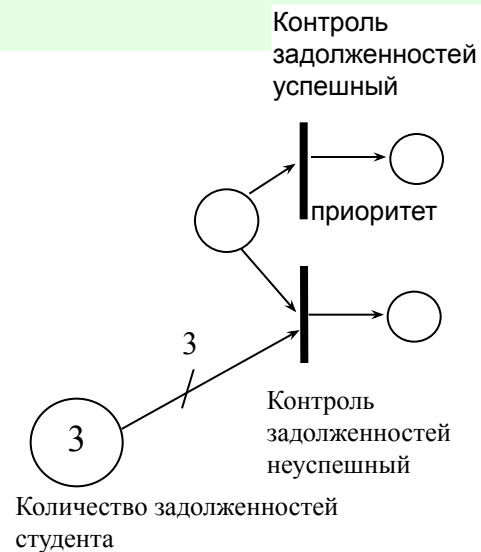 Контроль
задолженностей
успешный
приоритет
3
3
Контроль
задолженностей
неуспешный
Количество задолженностей
студента